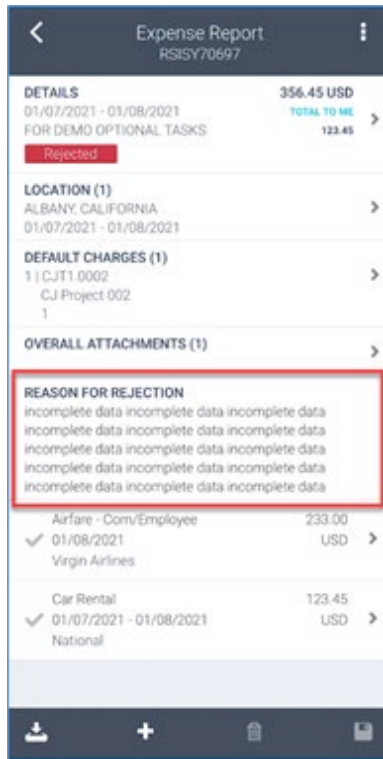 Expense Report
RSISY70697
DETAILS
356.45 USD
01/07/2021 - 01/08/2021
TOTAL TO ME
FOR DEMO OPTIONAL TASKS
123.45
Rejected
LOCATION (1)
ALBANY, CALIFORNIA
01/07/2021 - 01/08/2021
DEFAULT CHARGES (1)
1 | CJT1.0002
CJ Project 002
1
OVERALL ATTACHMENTS (1)
REASON FOR REJECTION
incomplete data incomplete data incomplete data
incomplete data incomplete data incomplete data
incomplete data incomplete data incomplete data
incomplete data incomplete data incomplete data
incomplete data incomplete data incomplete data
Airfare - Com/Employee
233.00
01/08/2021
USD
Virgin Airlines
Car Rental
123.45
01/07/2021 - 01/08/2021
USD
National